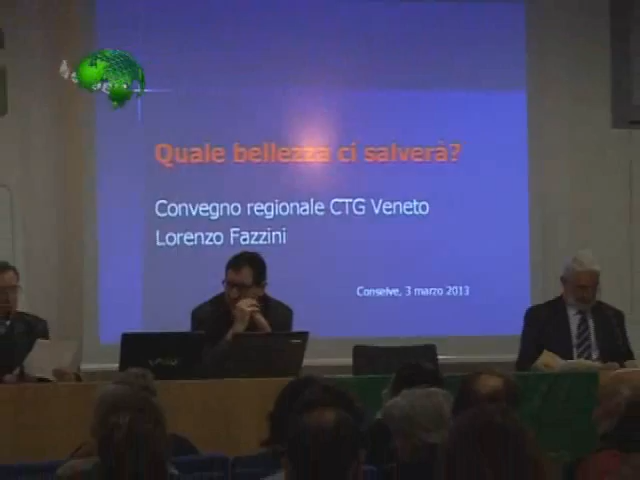 Quale bellezza ci salverà?
Convegno regionale CTG Veneto
Lorenzo Fazzini
Conselve, 3 marzo 2013